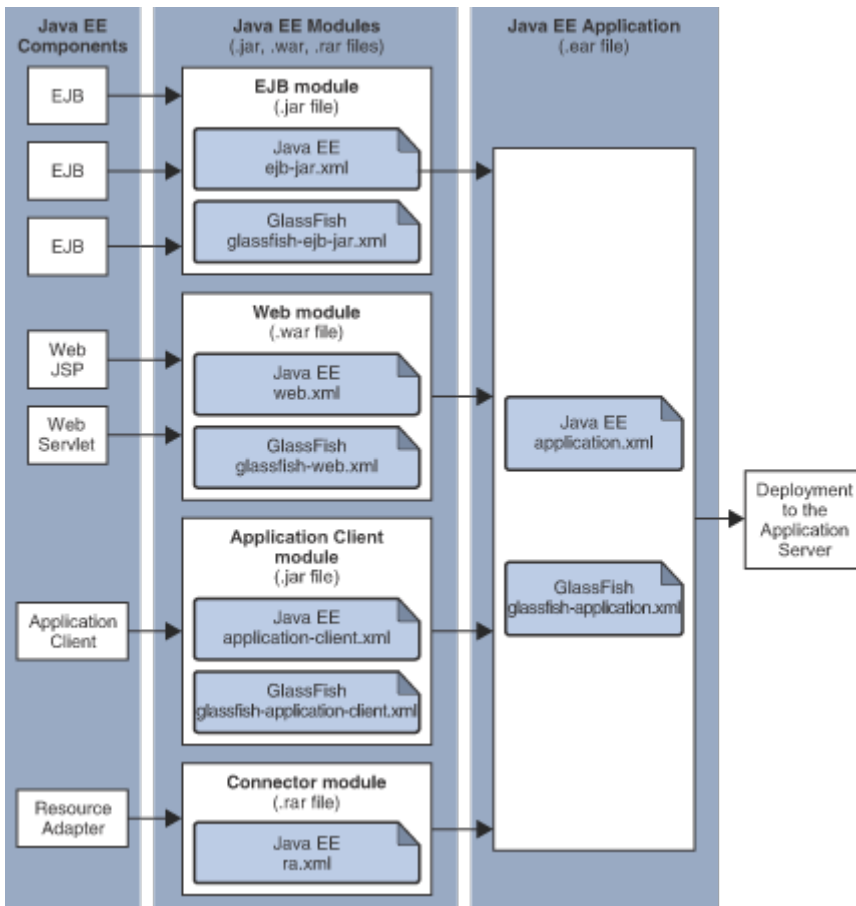 Java EE
Components
EJB
EJB
EJB
Web
JSP
Web
Servlet
Application
Client
Resource
Adapter
Java EE Modules
(.jar, .war, .rar files)
EJB module
(.jar file)
Java EE
ejb-jar.xml
GlassFish
glassfish-ejb-jar.xml
Web module
(.war file)
Java EE
web.xml
GlassFish
glassfish-web.xml
Application Client
module
(.jar file)
Java EE
application-client.xml
GlassFish
glassfish-application-client.xml
Connector module
(.rar file)
Java EE
ra.xml
Java EE Application
(.ear file)
Java EE
application.xml
GlassFish
glassfish-application.xml
Deployment
to the
Application
Server